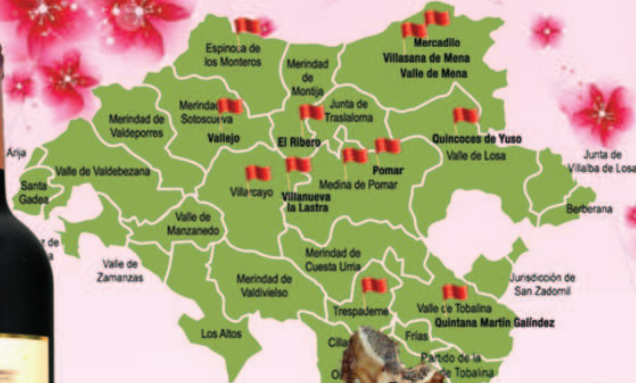 Mercadillo
Espinosa de
los Monteros
Villasana de Mena
Merindad
de
Montija
Valle de Mena
Merindad
Sotoscueva
Junta de
Traslaloma
Merindad de
Valdeporres
Vallejo
El Ribero
Quincoces de Yuso
Arija
Valle de Losa
Junta de
Villalba de Losa
Valle de Valdebezana
Pomar
Santa
Gadea
Villarcayo
Medina de Pomar
Villanueva
la Lastra
Berberana
Valle de
Manzanedo
Merindad de
Cuesta Urria
Valle de
Zamanzas
Merindad de
Valdivielso
Jurisdicción de
San Zadornil
Trespaderne
Valle de Tobalina
Quintana Martín Galíndez
Los Altos
Frías
Partido de la
de Tobalina